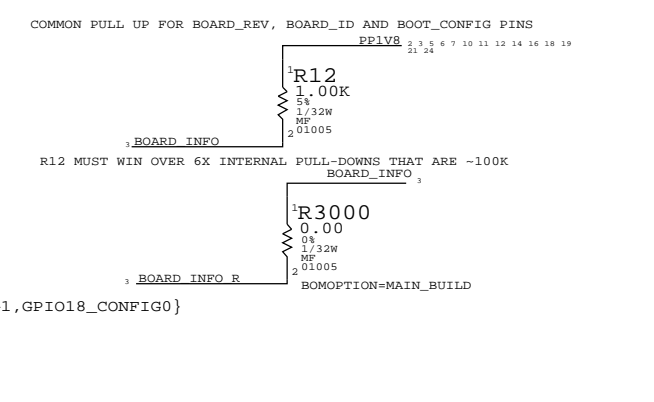 COMMON PULL UP FOR BOARD_REV, BOARD_ID AND BOOT_CONFIG PINS
PP1V8 2 3 5 6 7 10 11 12 14 16 18 19
21 24
1
R12
1.00K
5%
1/32W
MF
2 01005
3 BOARD_INFO
R12 MUST WIN OVER 6X INTERNAL PULL-DOWNS THAT ARE ~100K
BOARD_INFO 3
1
R3000
0.00
0%
1/32W
MF
2 01005
3 BOARD_INFO_R
BOMOPTION=MAIN_BUILD
1,GPIO18_CONFIG0}